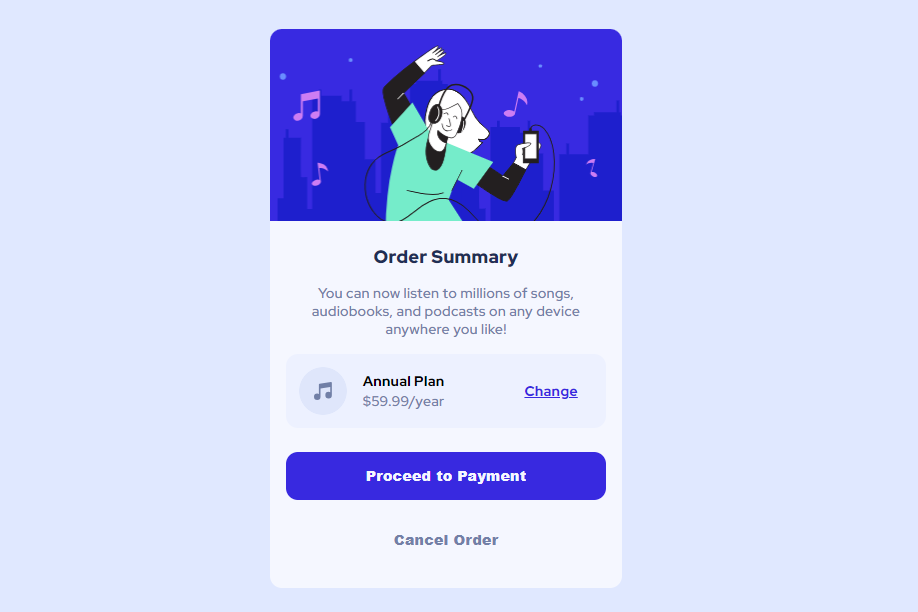 Order Summary
You can now listen to millions of songs,
audiobooks, and podcasts on any device
anywhere you like!
Annual Plan
$59.99/year
Change
Proceed to Payment
Cancel Order